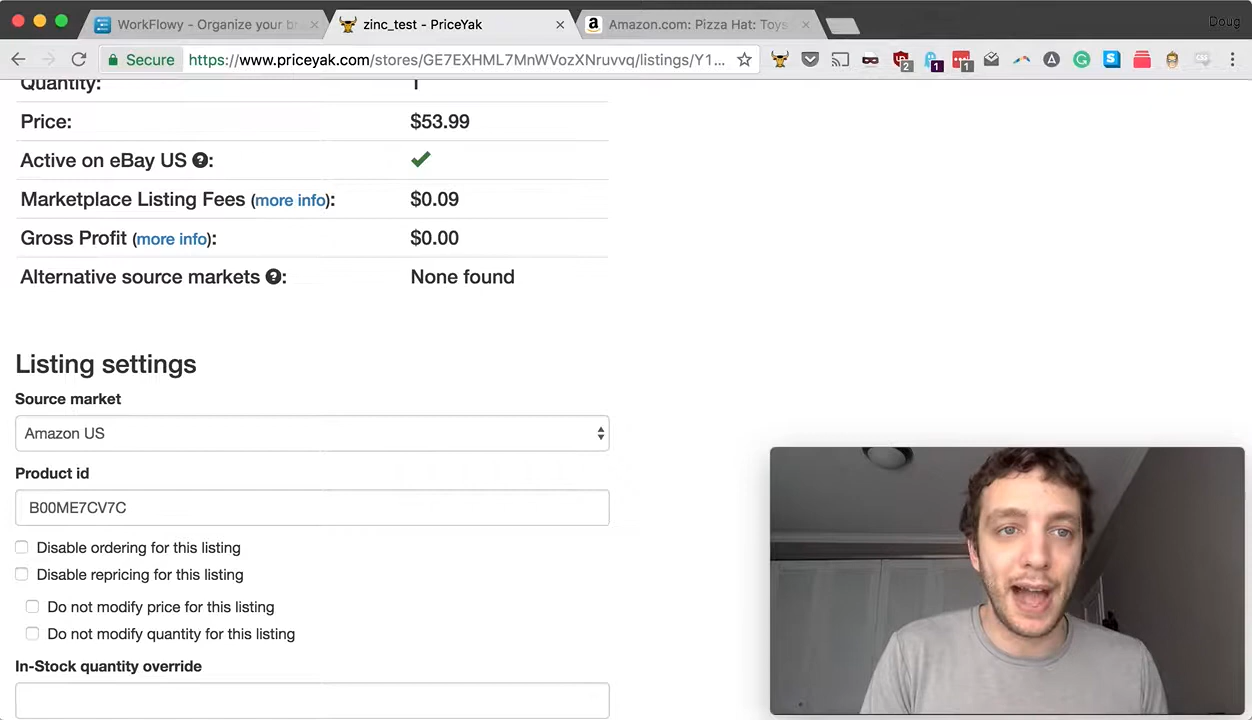 WorkFlowy - Organize your br
zinc_test - PriceYak
Amazon.com: Pizza Hat: Toys
Doug
Secure
https://www.priceyak.com/stores/GE7EXHML7MnWVozXNruvvq/listings/Y1...
2
1
1
A
S
Quantity: 1
Price: $53.99
Active on eBay US ?:
Marketplace Listing Fees (more info): $0.09
Gross Profit (more info): $0.00
Alternative source markets ?: None found
Listing settings
Source market
Amazon US
Product id
B00ME7CV7C
Disable ordering for this listing
Disable repricing for this listing
Do not modify price for this listing
Do not modify quantity for this listing
In-Stock quantity override